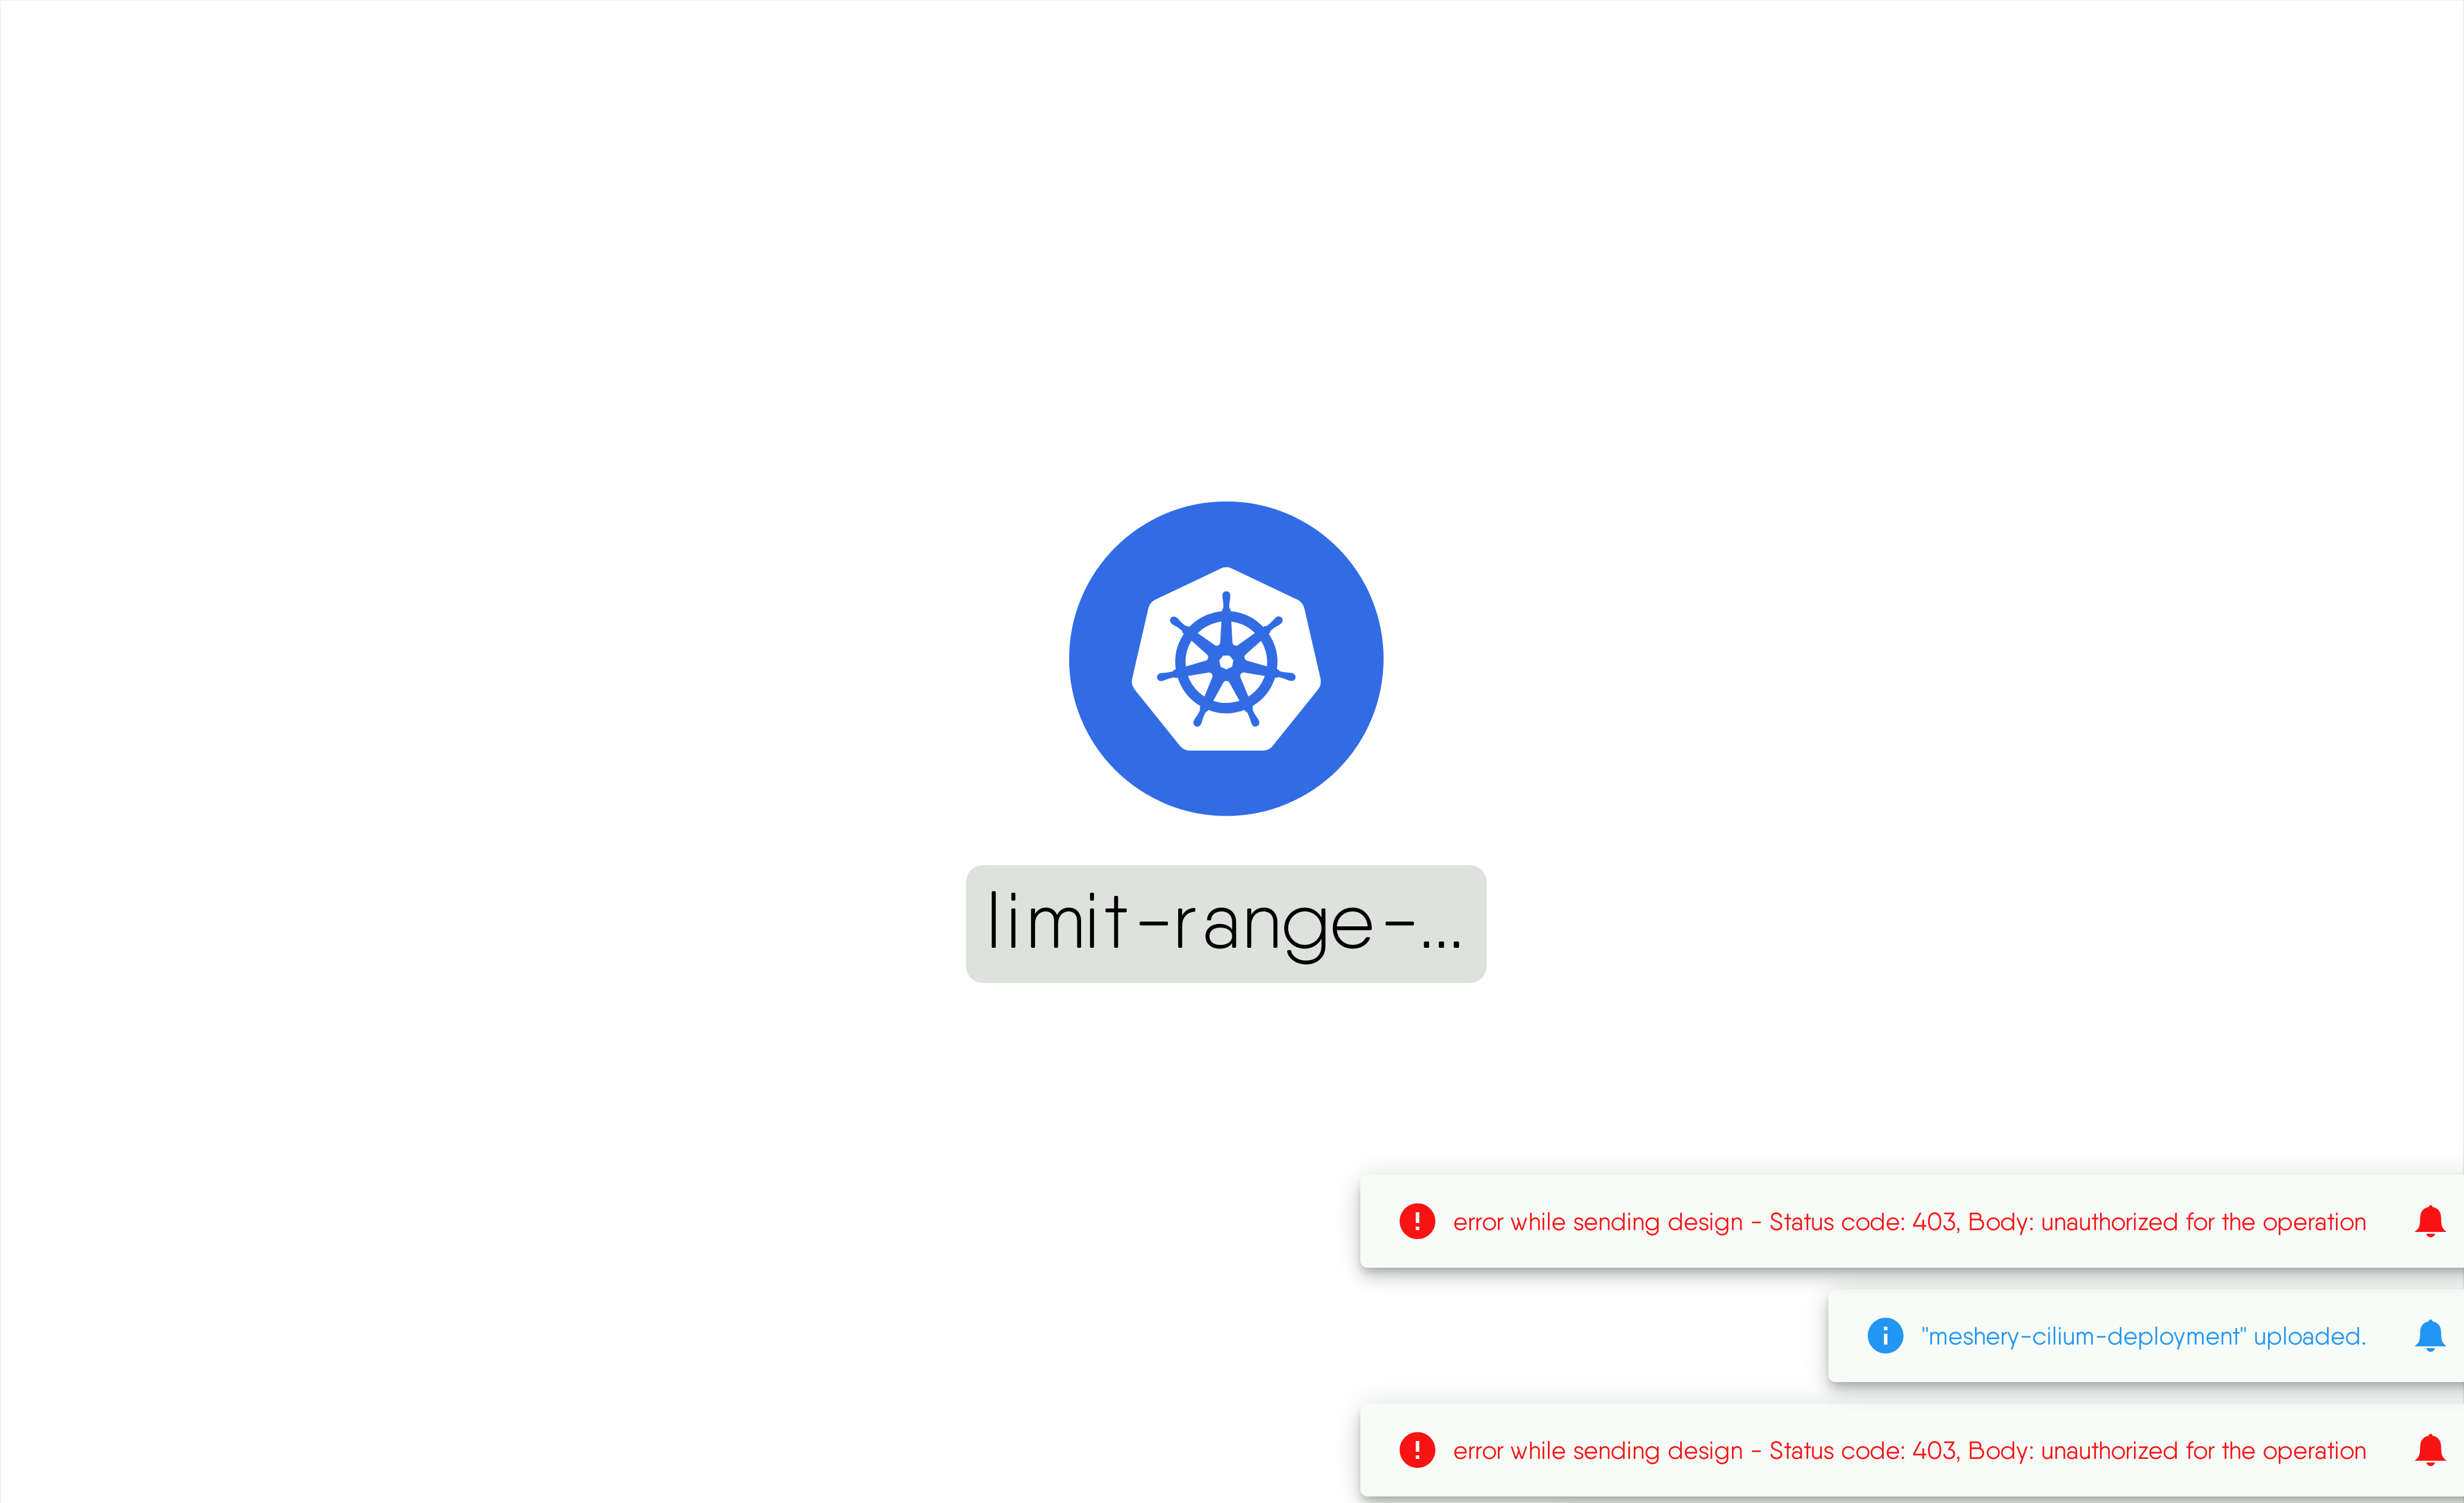 limit-range-...
error while sending design - Status code: 403, Body: unauthorized for the operation
"meshery-cilium-deployment" uploaded.
error while sending design - Status code: 403, Body: unauthorized for the operation